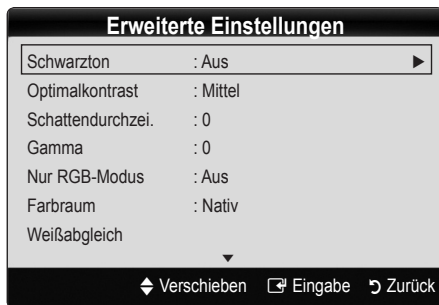 Erweiterte Einstellungen
Schwarzton : Aus
Optimalkontrast : Mittel
Schattendurchzei. : 0
Gamma : 0
Nur RGB-Modus : Aus
Farbraum : Nativ
Weißabgleich
Verschieben Eingabe Zurück